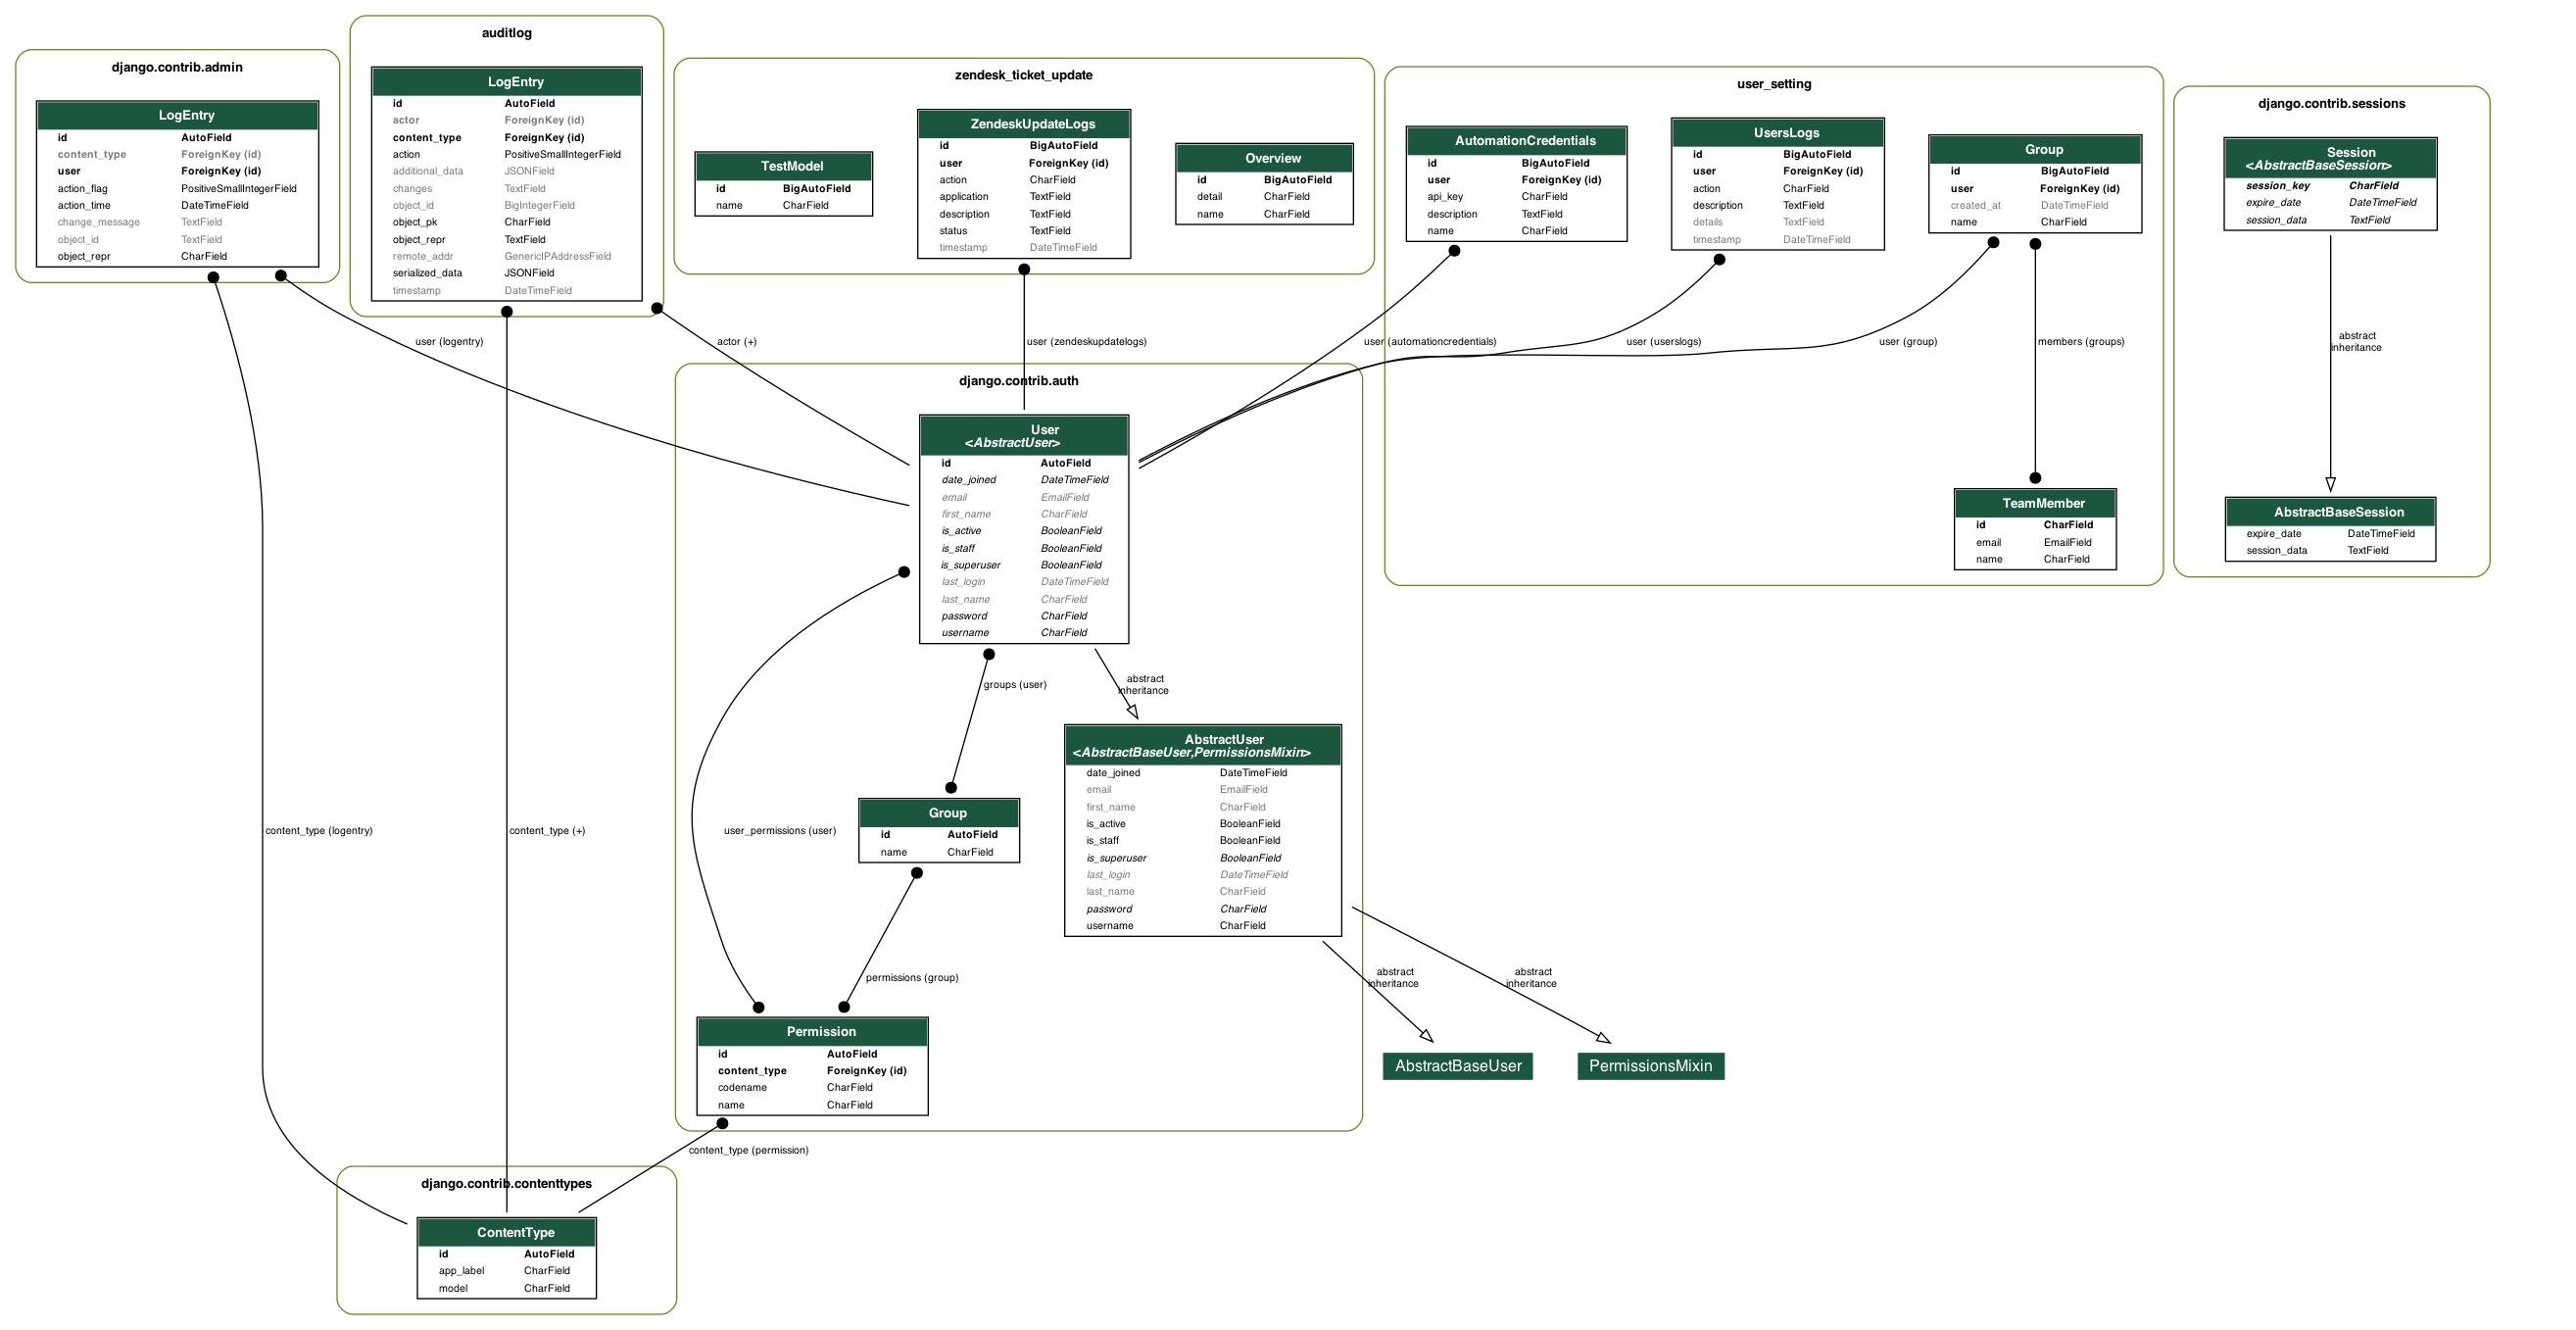 django.contrib.admin
LogEntry
id AutoField
content_type ForeignKey (id)
user ForeignKey (id)
action_flag PositiveSmallIntegerField
action_time DateTimeField
change_message TextField
object_id TextField
object_repr CharField
auditlog
LogEntry
id AutoField
actor ForeignKey (id)
content_type ForeignKey (id)
action PositiveSmallIntegerField
additional_data JSONField
changes TextField
object_id BigIntegerField
object_pk CharField
object_repr TextField
remote_addr GenericIPAddressField
serialized_data JSONField
timestamp DateTimeField
zendesk_ticket_update
TestModel
id BigAutoField
name CharField
ZendeskUpdateLogs
id BigAutoField
user ForeignKey (id)
action CharField
application TextField
description TextField
status TextField
timestamp DateTimeField
Overview
id BigAutoField
detail CharField
name CharField
user_setting
AutomationCredentials
id BigAutoField
user ForeignKey (id)
api_key CharField
description TextField
name CharField
UsersLogs
id BigAutoField
user ForeignKey (id)
action CharField
description TextField
details TextField
timestamp DateTimeField
Group
id BigAutoField
user ForeignKey (id)
created_at DateTimeField
name CharField
django.contrib.sessions
Session
<AbstractBaseSession>
session_key CharField
expire_date DateTimeField
session_data TextField
user (logentry)
actor (+)
user (zendeskupdatelogs)
user (automationcredentials)
user (userslogs)
user (group)
members (groups)
abstract
inheritance
django.contrib.auth
User
<AbstractUser>
id AutoField
date_joined DateTimeField
email EmailField
first_name CharField
is_active BooleanField
is_staff BooleanField
is_superuser BooleanField
last_login DateTimeField
last_name CharField
password CharField
username CharField
TeamMember
id CharField
email EmailField
name CharField
AbstractBaseSession
expire_date DateTimeField
session_data TextField
groups (user)
abstract
inheritance
AbstractUser
<AbstractBaseUser,PermissionsMixin>
date_joined DateTimeField
email EmailField
first_name CharField
is_active BooleanField
is_staff BooleanField
is_superuser BooleanField
last_login DateTimeField
last_name CharField
password CharField
username CharField
content_type (logentry)
content_type (+)
user_permissions (user)
Group
id AutoField
name CharField
permissions (group)
abstract
inheritance
abstract
inheritance
Permission
id AutoField
content_type ForeignKey (id)
codename CharField
name CharField
AbstractBaseUser
PermissionsMixin
content_type (permission)
django.contrib.contenttypes
ContentType
id AutoField
app_label CharField
model CharField